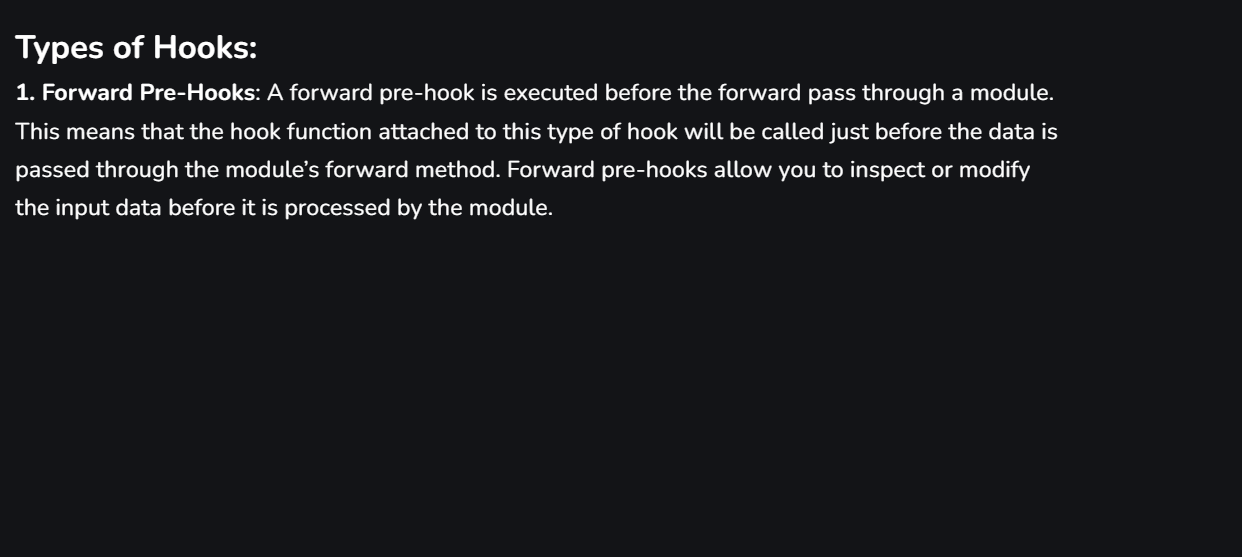 Types of Hooks:
1. Forward Pre-Hooks: A forward pre-hook is executed before the forward pass through a module.
This means that the hook function attached to this type of hook will be called just before the data is
passed through the module’s forward method. Forward pre-hooks allow you to inspect or modify
the input data before it is processed by the module.